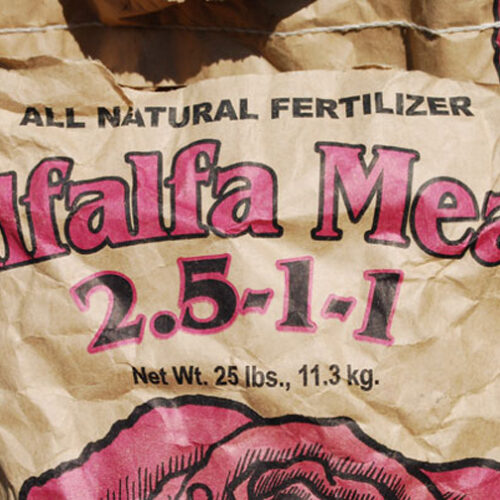 ALL NATURAL FERTILIZER
lfalfa Mea
2.5-1-1
Net Wt. 25 lbs., 11.3 kg.